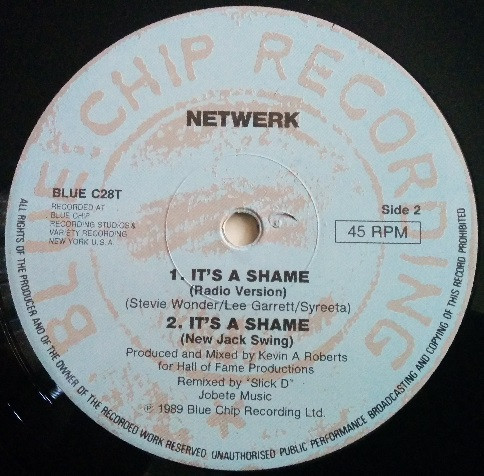 BLUE CHIP RECORDING
NETWERK
BLUE C28T
RECORDED AT
BLUE CHIP
RECORDING STUDIOS &
VARIETY RECORDING
NEW YORK U.S.A
Side 2
45 RPM
1. IT'S A SHAME
(Radio Version)
(Stevie Wonder/Lee Garrett/Syreeta)
2. IT'S A SHAME
(New Jack Swing)
Produced and Mixed by Kevin A Roberts
for Hall of Fame Productions
Remixed by "Slick D"
Jobete Music
℗ 1989 Blue Chip Recording Ltd.
ALL RIGHTS OF THE PRODUCER AND OF THE OWNER OF THE RECORDED WORK RESERVED UNAUTHORISED PUBLIC PERFORMANCE BROADCASTING AND COPYING OF THIS RECORD PROHIBITED